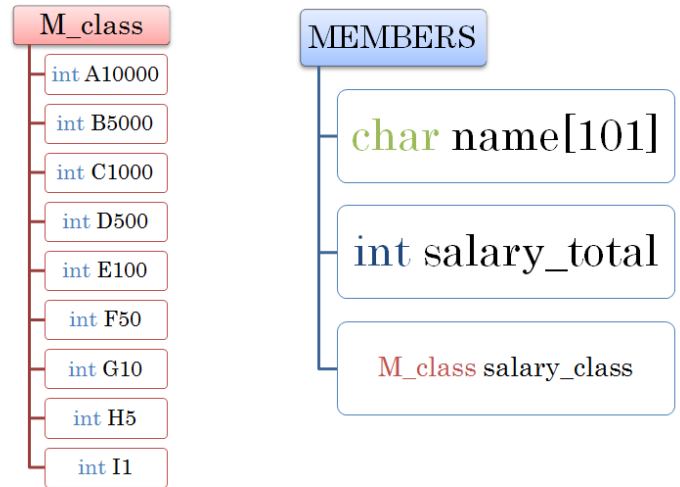 M_class
int A10000
int B5000
int C1000
int D500
int E100
int F50
int G10
int H5
int I1
MEMBERS
char name[101]
int salary_total
M_class salary_class